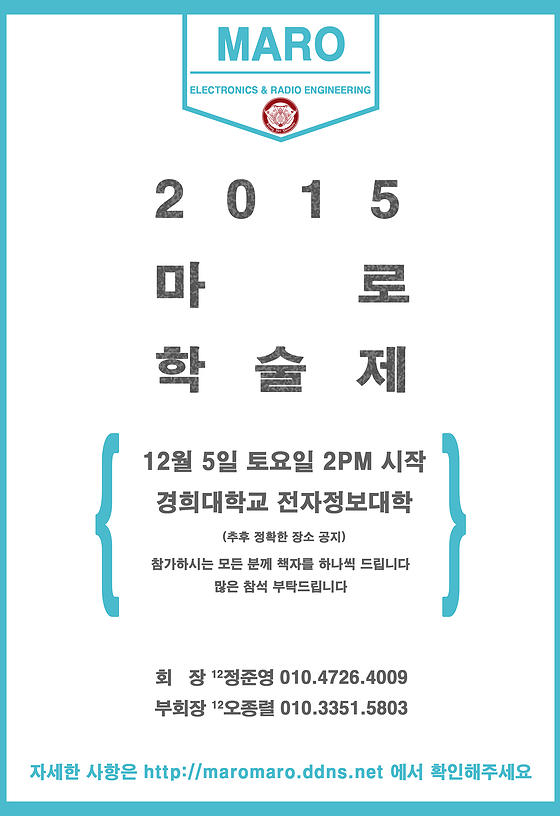 MARO
ELECTRONICS & RADIO ENGINEERING
2015
마로
학술제
12월 5일 토요일 2PM 시작
경희대학교 전자정보대학
(추후 정확한 장소 공지)
참가하시는 모든 분께 책자를 하나씩 드립니다
많은 참석 부탁드립니다
회 장 12정준영 010.4726.4009
부회장 12오종렬 010.3351.5803
자세한 사항은 http://maromaro.ddns.net 에서 확인해주세요